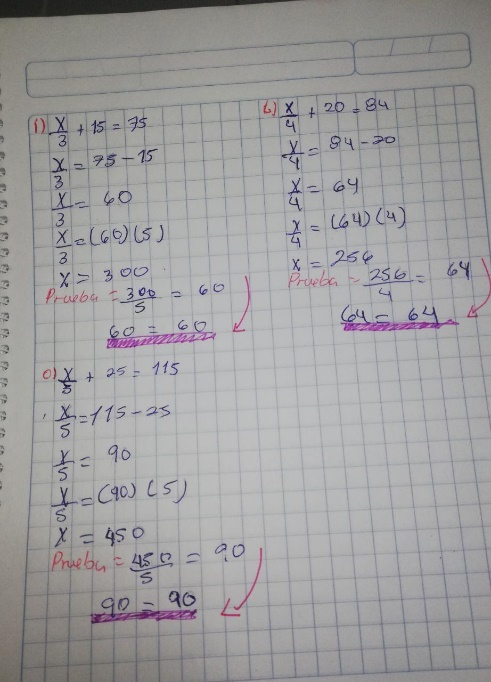 i) x/3 + 15 = 75
x/3 = 75 - 15
x/3 = 60
x/3 = (60) (5)
x = 300
Prueba = 300/5 = 60
60 = 60
b) x/4 + 20 = 84
x/4 = 84 - 20
x/4 = 64
x/4 = (64) (4)
x = 256
Prueba = 256/4 = 64
64 = 64
o) x/5 + 25 = 115
x/5 = 115 - 25
x/5 = 90
x/5 = (90) (5)
x = 450
Prueba = 450/5 = 90
90 = 90